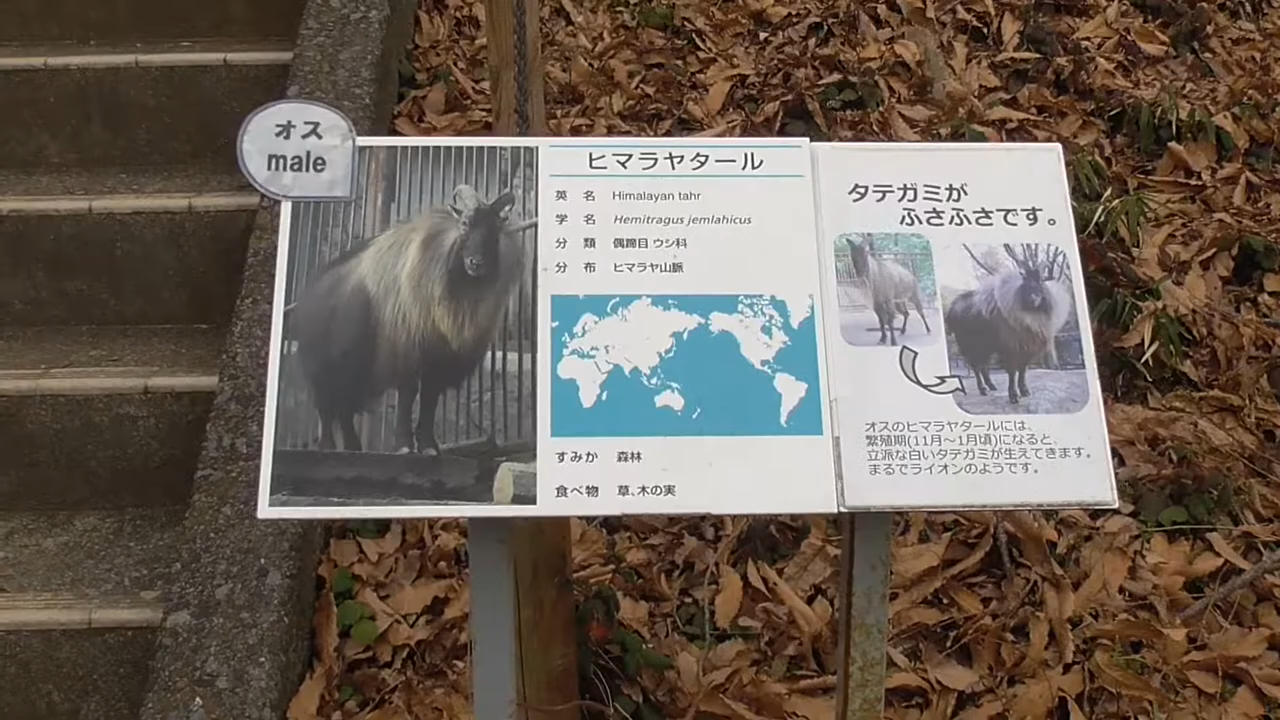 オス
male
ヒマラヤタール
英 名 Himalayan tahr
学 名 Hemitragus jemlahicus
分 類 偶蹄目 ウシ科
分 布 ヒマラヤ山脈
すみか 森林
食べ物 草、木の実
タテガミが
ふさふさです。
オスのヒマラヤタールには、
繁殖期(11月～1月頃)になると、
立派な白いタテガミが生えてきます。
まるでライオンのようです。